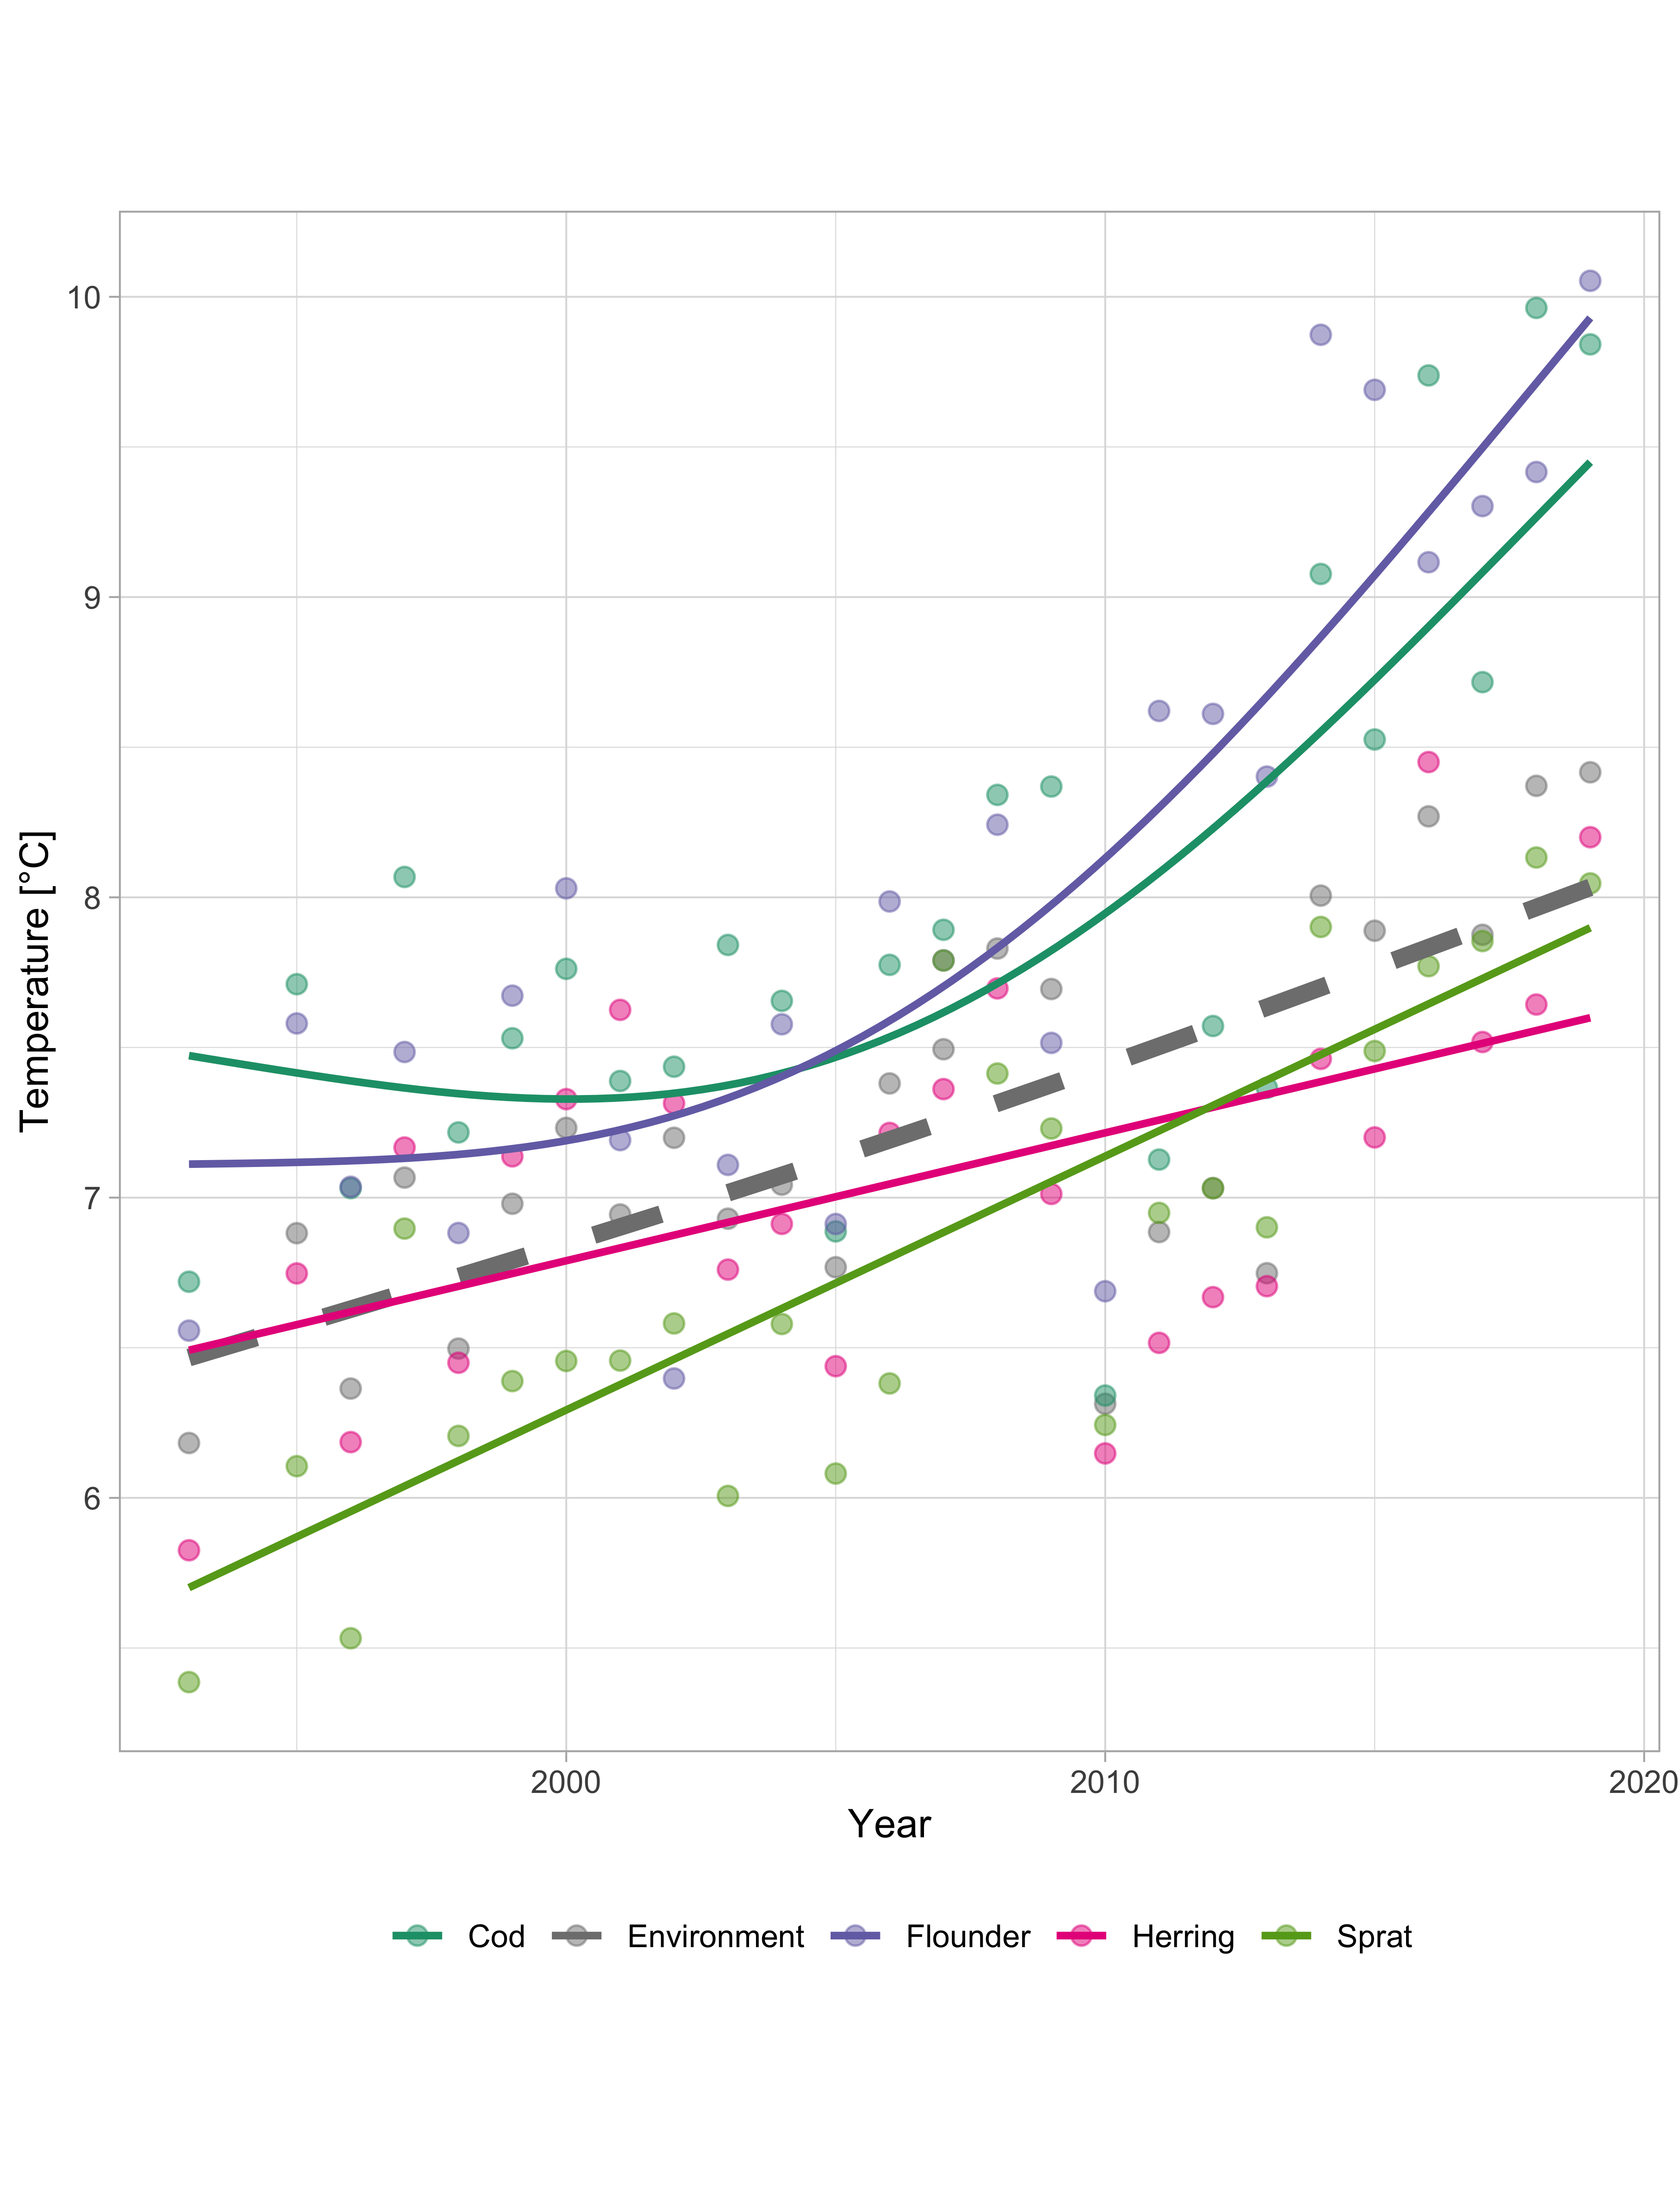 10
9
8
7
6
Temperature [°C]
2000 2010 2020
Year
Cod Environment Flounder Herring Sprat